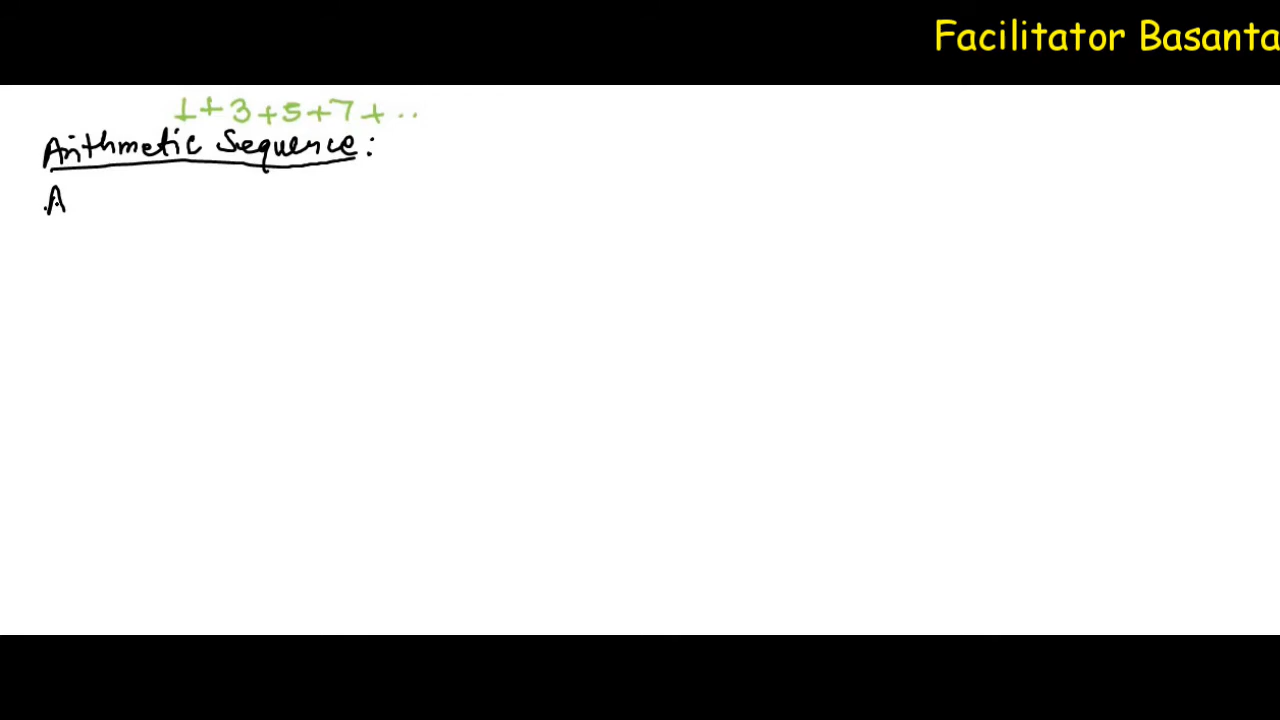 Facilitator Basanta
1 + 3 + 5 + 7 + ..
Arithmetic Sequence :
A